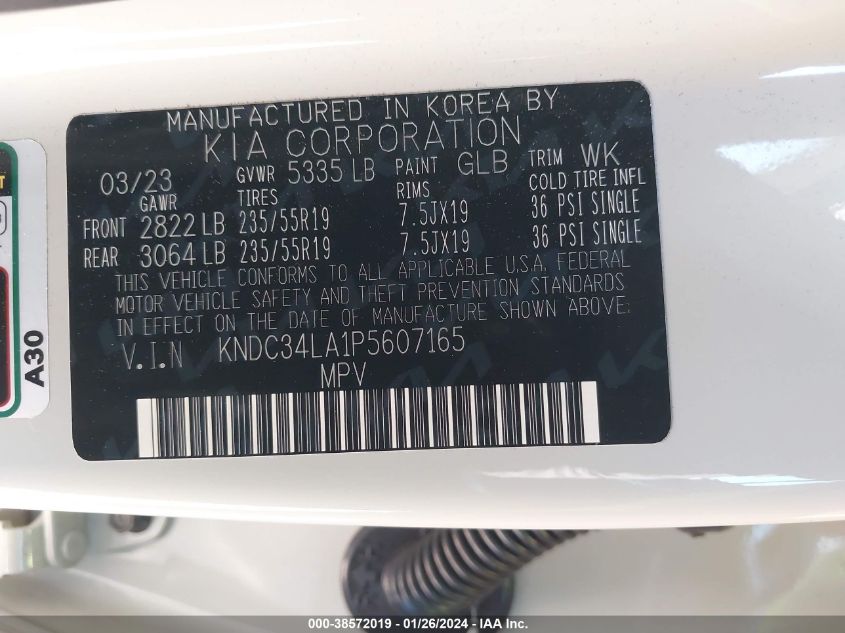 MANUFACTURED IN KOREA BY
KIA CORPORATION
03/23 GVWR 5335 LB PAINT GLB TRIM WK
GAWR TIRES RIMS COLD TIRE INFL
FRONT 2822 LB 235/55R19 7.5JX19 36 PSI SINGLE
REAR 3064 LB 235/55R19 7.5JX19 36 PSI SINGLE
THIS VEHICLE CONFORMS TO ALL APPLICABLE U.S.A. FEDERAL
MOTOR VEHICLE SAFETY AND THEFT PREVENTION STANDARDS
IN EFFECT ON THE DATE OF MANUFACTURE SHOWN ABOVE.
V.I.N KNDC34LA1P5607165
MPV
A30
000-38572019 - 01/26/2024 - IAA Inc.